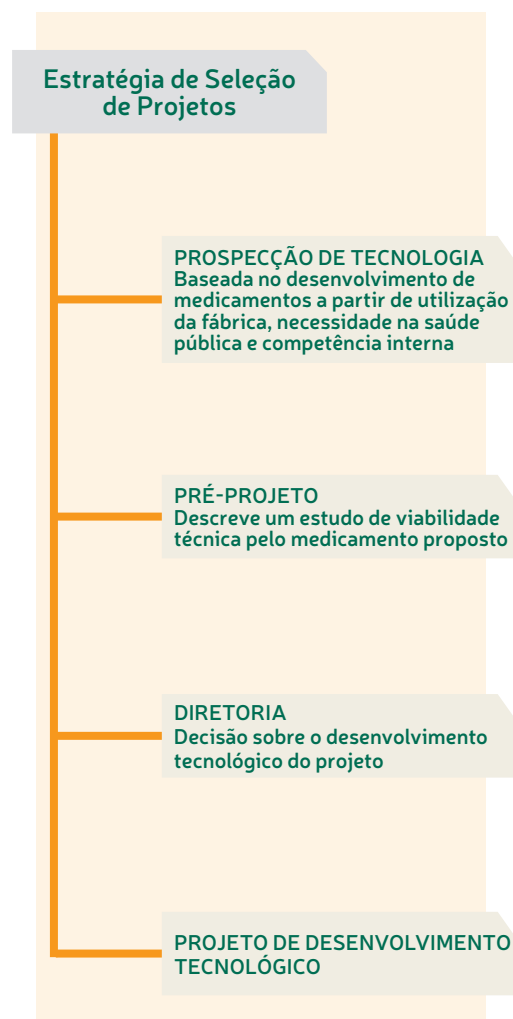 Estratégia de Seleção
de Projetos
PROSPECÇÃO DE TECNOLOGIA
Baseada no desenvolvimento de
medicamentos a partir de utilização
da fábrica, necessidade na saúde
pública e competência interna
PRÉ-PROJETO
Descreve um estudo de viabilidade
técnica pelo medicamento proposto
DIRETORIA
Decisão sobre o desenvolvimento
tecnológico do projeto
PROJETO DE DESENVOLVIMENTO
TECNOLÓGICO